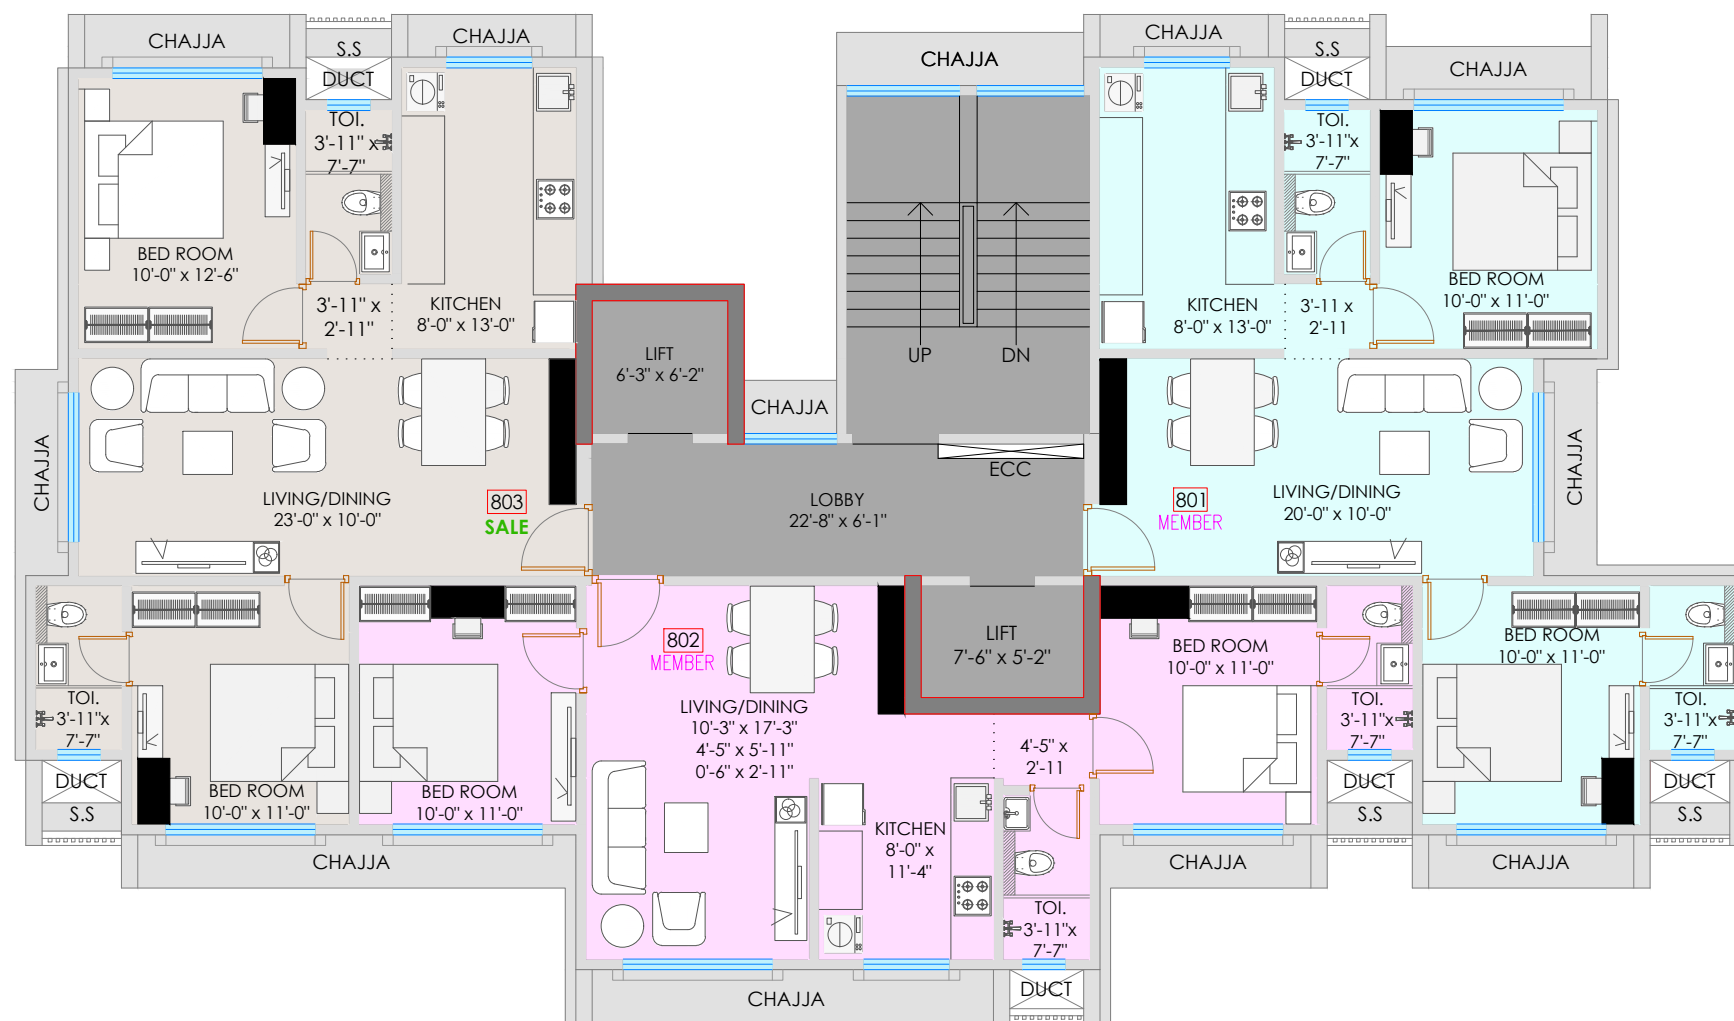 CHAJJA
S.S
DUCT
CHAJJA
CHAJJA
CHAJJA
S.S
DUCT
CHAJJA
TOI.
3'-11" x
7'-7"
TOI.
3'-11"x
7'-7"
BED ROOM
10'-0" x 12'-6"
3'-11" x
2'-11"
KITCHEN
8'-0" x 13'-0"
LIFT
6'-3" x 6'-2"
UP
DN
KITCHEN
8'-0" x 13'-0"
3'-11 x
2'-11
BED ROOM
10'-0" x 11'-0"
CHAJJA
CHAJJA
CHAJJA
LIVING/DINING
23'-0" x 10'-0"
803
SALE
LOBBY
22'-8" x 6'-1"
ECC
801
MEMBER
LIVING/DINING
20'-0" x 10'-0"
TOI.
3'-11"x
7'-7"
DUCT
S.S
BED ROOM
10'-0" x 11'-0"
BED ROOM
10'-0" x 11'-0"
802
MEMBER
LIVING/DINING
10'-3" x 17'-3"
4'-5" x 5'-11"
0'-6" x 2'-11"
LIFT
7'-6" x 5'-2"
4'-5" x
2'-11
KITCHEN
8'-0" x
11'-4"
TOI.
3'-11"x
7'-7"
DUCT
BED ROOM
10'-0" x 11'-0"
TOI.
3'-11"x
7'-7"
DUCT
S.S
BED ROOM
10'-0" x 11'-0"
TOI.
3'-11"x
7'-7"
DUCT
S.S
CHAJJA
CHAJJA
CHAJJA
CHAJJA